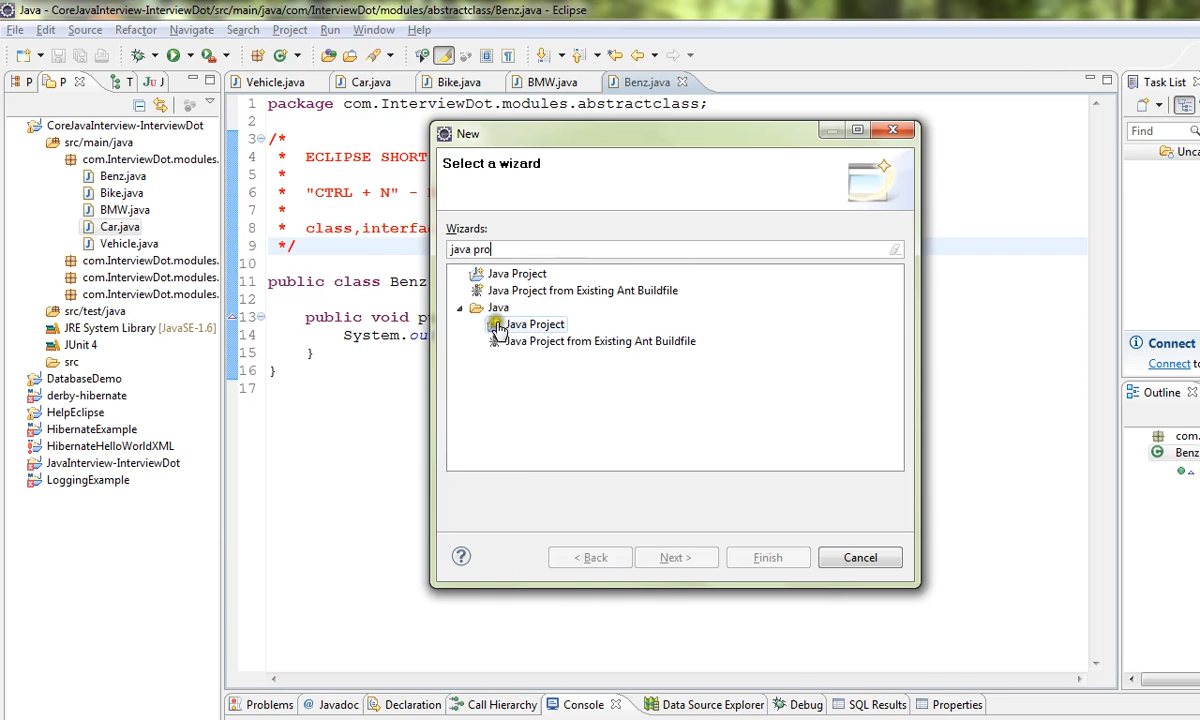 Java - CoreJavaInterview-InterviewDot/src/main/java/com/InterviewDot/modules/abstractclass/Benz.java - Eclipse
File Edit Source Refactor Navigate Search Project Run Window Help
P P T Ju J
Vehicle.java Car.java Bike.java BMW.java Benz.java
Task List
Find
CoreJavaInterview-InterviewDot
src/main/java
com.InterviewDot.modules.
Benz.java
Bike.java
BMW.java
Car.java
Vehicle.java
com.InterviewDot.modules.
com.InterviewDot.modules.
com.InterviewDot.modules.
src/test/java
JRE System Library [JavaSE-1.6]
JUnit 4
src
DatabaseDemo
derby-hibernate
HelpEclipse
HibernateExample
HibernateHelloWorldXML
JavaInterview-InterviewDot
LoggingExample
1 package com.InterviewDot.modules.abstractclass;
2
3 /*
4 * ECLIPSE SHORT
5 *
6 * "CTRL + N" -
7 *
8 * class,interfa
9 */
10
11 public class Benz
12
13 public void p
14 System.ou
15 }
16 }
17
New
Select a wizard
Wizards:
java pro
Java Project
Java Project from Existing Ant Buildfile
Java
Java Project
Java Project from Existing Ant Buildfile
? < Back Next > Finish Cancel
Unca
Connect
Connect to
Outline
com.
Benz
Problems @ Javadoc Declaration Call Hierarchy Console Data Source Explorer Debug SQL Results Properties